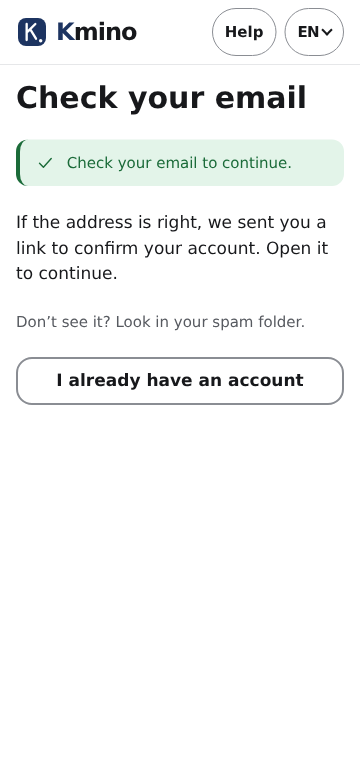 K. Kmino
Help
EN
Check your email
Check your email to continue.
If the address is right, we sent you a
link to confirm your account. Open it
to continue.
Don’t see it? Look in your spam folder.
I already have an account